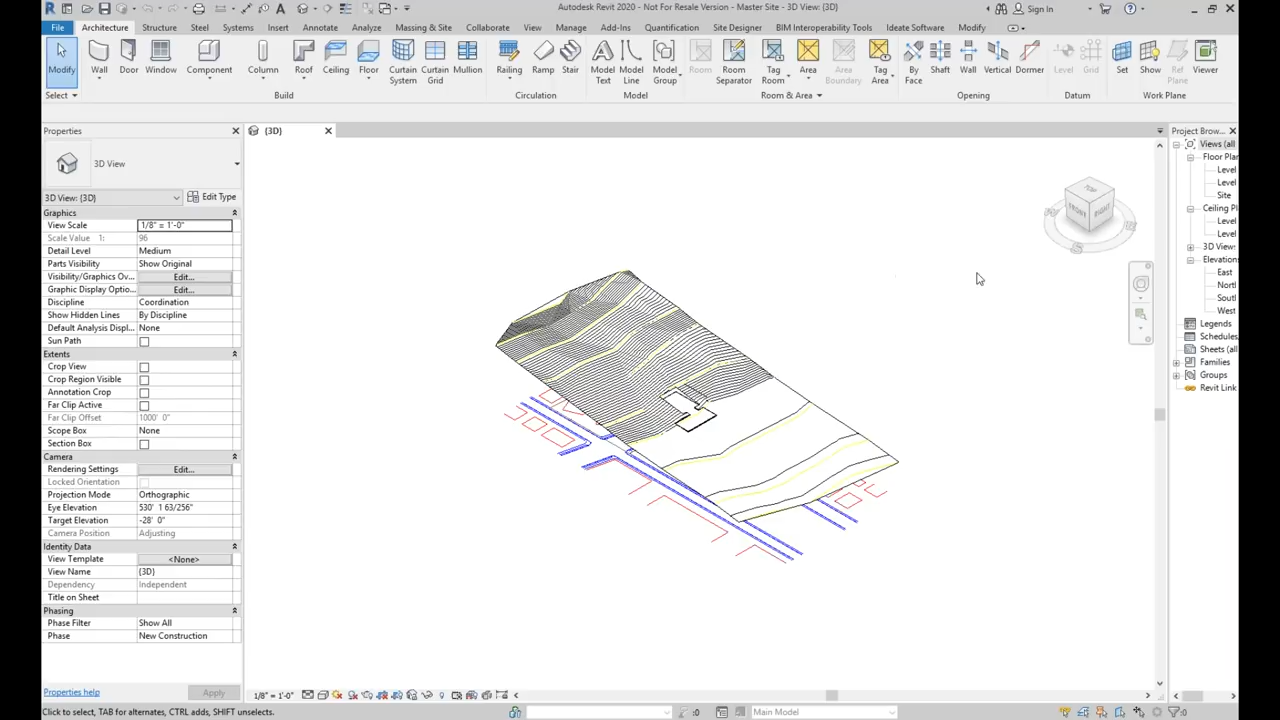 Autodesk Revit 2020 - Not For Resale Version - Master Site - 3D View: {3D}
Sign In
File Architecture Structure Steel Systems Insert Annotate Analyze Massing & Site Collaborate View Manage Add-Ins Quantification Site Designer BIM Interoperability Tools Ideate Software Modify
Modify Wall Door Window Component Column Roof Ceiling Floor Curtain System Curtain Grid Mullion Railing Ramp Stair Model Text Model Line Model Group Room Room Separator Tag Room Area Area Boundary Tag Area By Face Shaft Wall Vertical Dormer Level Grid Set Show Ref Plane Viewer
Select Build Circulation Model Room & Area Opening Datum Work Plane
Properties
{3D}
Project Brow...
3D View
3D View: {3D}
Edit Type
Graphics
View Scale 1/8" = 1'-0"
Scale Value 1: 96
Detail Level Medium
Parts Visibility Show Original
Visibility/Graphics Ov... Edit...
Graphic Display Optio... Edit...
Discipline Coordination
Show Hidden Lines By Discipline
Default Analysis Displ... None
Sun Path
Extents
Crop View
Crop Region Visible
Annotation Crop
Far Clip Active
Far Clip Offset 1000' 0"
Scope Box None
Section Box
Camera
Rendering Settings Edit...
Locked Orientation
Projection Mode Orthographic
Eye Elevation 530' 1 63/256"
Target Elevation -28' 0"
Camera Position Adjusting
Identity Data
View Template <None>
View Name {3D}
Dependency Independent
Title on Sheet
Phasing
Phase Filter Show All
Phase New Construction
Properties help
Apply
TOP
FRONT
RIGHT
Views (all
Floor Plan
Level
Level
Site
Ceiling Pl
Level
Level
3D View:
Elevations
East
Nort
Sout
West
Legends
Schedules,
Sheets (all
Families
Groups
Revit Link
1/8" = 1'-0"
Click to select, TAB for alternates, CTRL adds, SHIFT unselects.
:0
Main Model
:0